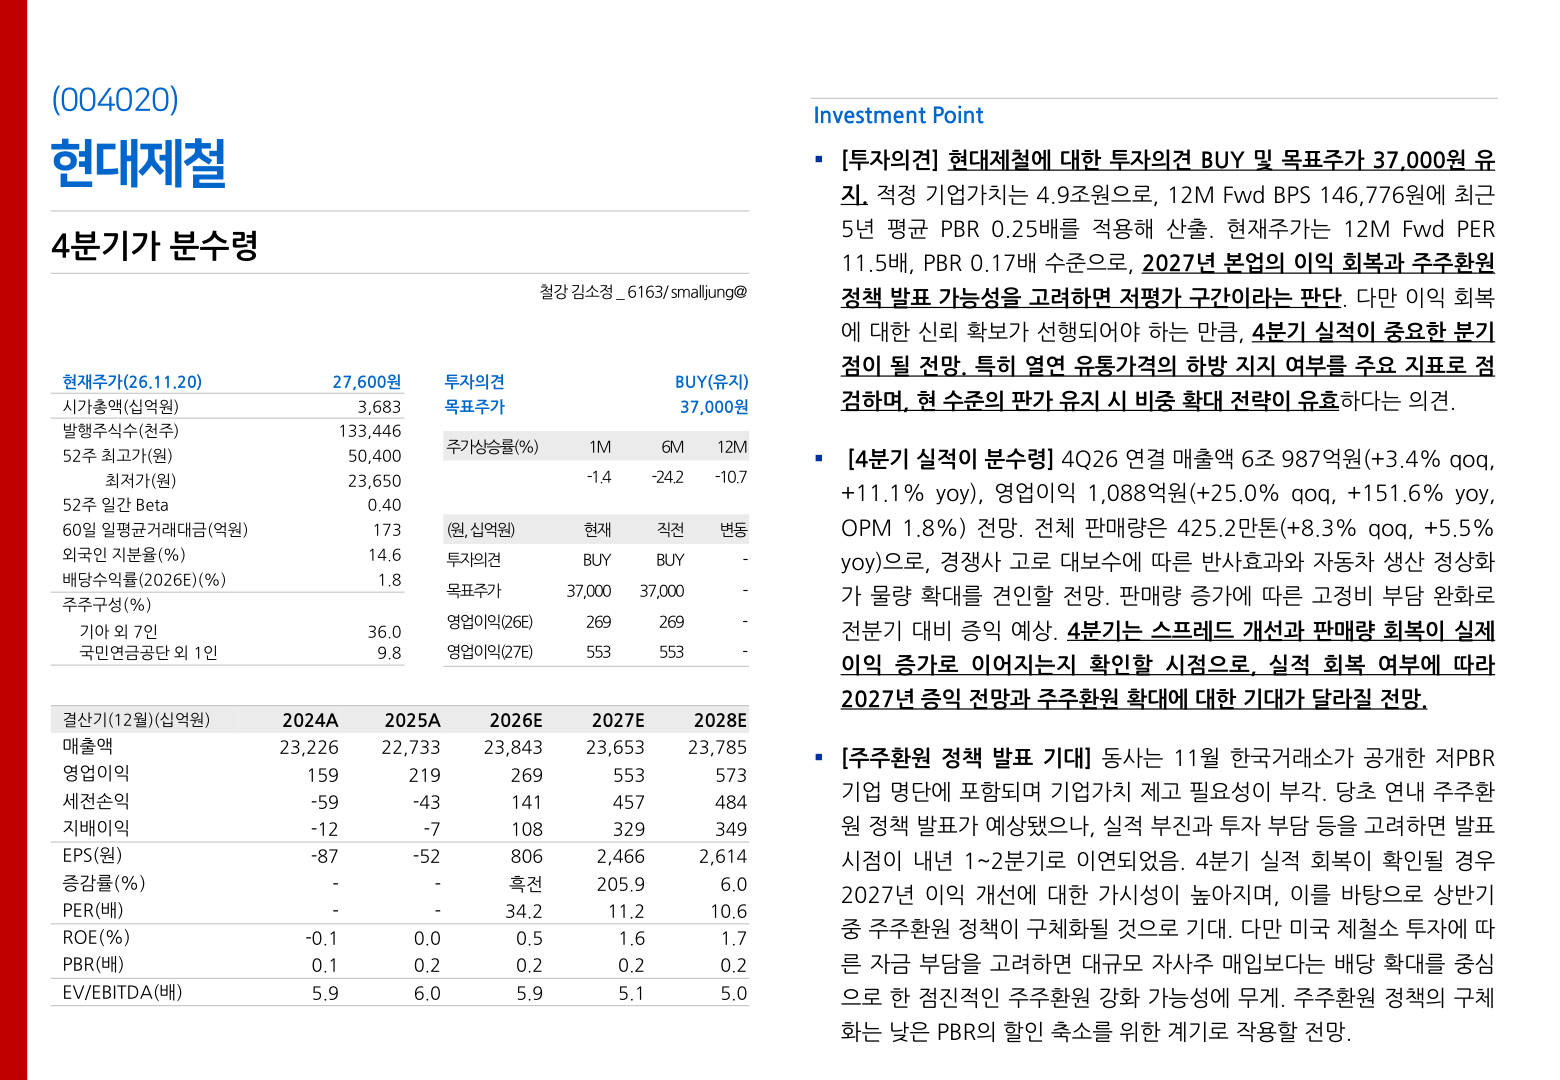 (004020)
현대제철
4분기가 분수령
철강 김소정 _ 6163/ smalljung@
현재주가(26.11.20) 27,600원
시가총액(십억원) 3,683
발행주식수(천주) 133,446
52주 최고가(원) 50,400
최저가(원) 23,650
52주 일간 Beta 0.40
60일 일평균거래대금(억원) 173
외국인 지분율(%) 14.6
배당수익률(2026E)(%) 1.8
주주구성(%)
기아 외 7인 36.0
국민연금공단 외 1인 9.8
투자의견 BUY(유지)
목표주가 37,000원
주가상승률(%) 1M 6M 12M
-1.4 -24.2 -10.7
(원, 십억원) 현재 직전 변동
투자의견 BUY BUY -
목표주가 37,000 37,000 -
영업이익(26E) 269 269 -
영업이익(27E) 553 553 -
결산기(12월)(십억원) 2024A 2025A 2026E 2027E 2028E
매출액 23,226 22,733 23,843 23,653 23,785
영업이익 159 219 269 553 573
세전손익 -59 -43 141 457 484
지배이익 -12 -7 108 329 349
EPS(원) -87 -52 806 2,466 2,614
증감률(%) - - 흑전 205.9 6.0
PER(배) - - 34.2 11.2 10.6
ROE(%) -0.1 0.0 0.5 1.6 1.7
PBR(배) 0.1 0.2 0.2 0.2 0.2
EV/EBITDA(배) 5.9 6.0 5.9 5.1 5.0
Investment Point
▪ [투자의견] 현대제철에 대한 투자의견 BUY 및 목표주가 37,000원 유
지. 적정 기업가치는 4.9조원으로, 12M Fwd BPS 146,776원에 최근
5년 평균 PBR 0.25배를 적용해 산출. 현재주가는 12M Fwd PER
11.5배, PBR 0.17배 수준으로, 2027년 본업의 이익 회복과 주주환원
정책 발표 가능성을 고려하면 저평가 구간이라는 판단. 다만 이익 회복
에 대한 신뢰 확보가 선행되어야 하는 만큼, 4분기 실적이 중요한 분기
점이 될 전망. 특히 열연 유통가격의 하방 지지 여부를 주요 지표로 점
검하며, 현 수준의 판가 유지 시 비중 확대 전략이 유효하다는 의견.
▪ [4분기 실적이 분수령] 4Q26 연결 매출액 6조 987억원(+3.4% qoq,
+11.1% yoy), 영업이익 1,088억원(+25.0% qoq, +151.6% yoy,
OPM 1.8%) 전망. 전체 판매량은 425.2만톤(+8.3% qoq, +5.5%
yoy)으로, 경쟁사 고로 대보수에 따른 반사효과와 자동차 생산 정상화
가 물량 확대를 견인할 전망. 판매량 증가에 따른 고정비 부담 완화로
전분기 대비 증익 예상. 4분기는 스프레드 개선과 판매량 회복이 실제
이익 증가로 이어지는지 확인할 시점으로, 실적 회복 여부에 따라
2027년 증익 전망과 주주환원 확대에 대한 기대가 달라질 전망.
▪ [주주환원 정책 발표 기대] 동사는 11월 한국거래소가 공개한 저PBR
기업 명단에 포함되며 기업가치 제고 필요성이 부각. 당초 연내 주주환
원 정책 발표가 예상됐으나, 실적 부진과 투자 부담 등을 고려하면 발표
시점이 내년 1~2분기로 이연되었음. 4분기 실적 회복이 확인될 경우
2027년 이익 개선에 대한 가시성이 높아지며, 이를 바탕으로 상반기
중 주주환원 정책이 구체화될 것으로 기대. 다만 미국 제철소 투자에 따
른 자금 부담을 고려하면 대규모 자사주 매입보다는 배당 확대를 중심
으로 한 점진적인 주주환원 강화 가능성에 무게. 주주환원 정책의 구체
화는 낮은 PBR의 할인 축소를 위한 계기로 작용할 전망.